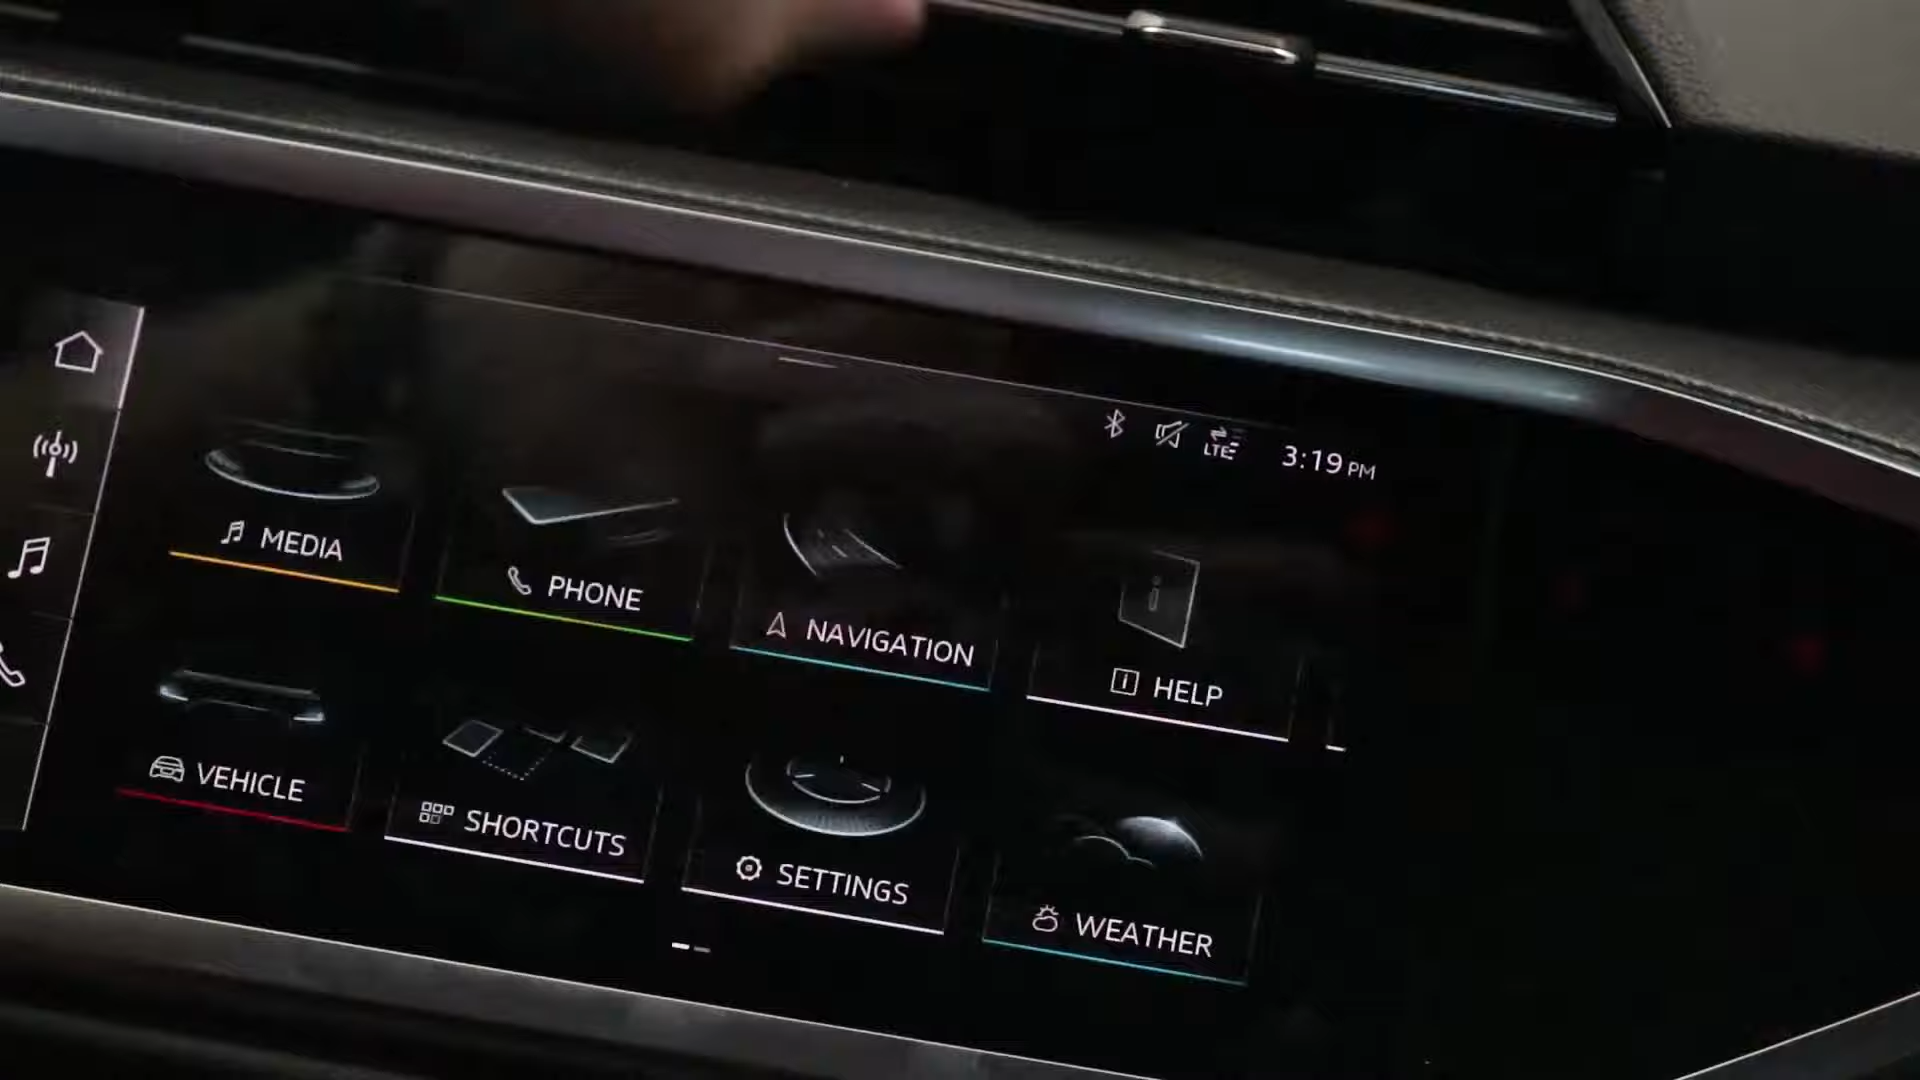 LTE 3:19 PM
MEDIA
PHONE
NAVIGATION
HELP
VEHICLE
SHORTCUTS
SETTINGS
WEATHER